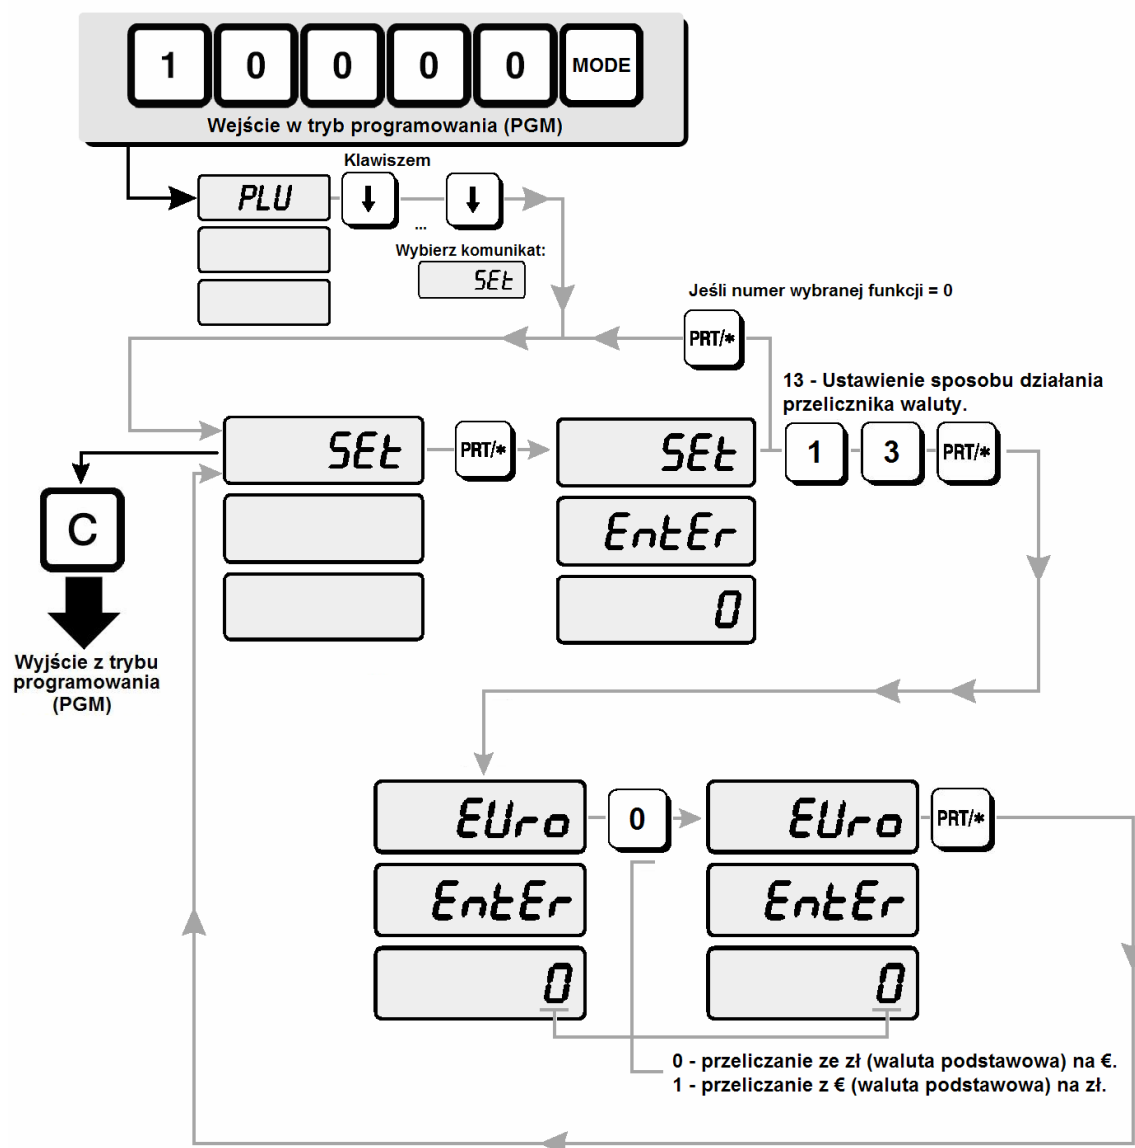 1 0 0 0 0 MODE
Wejście w tryb programowania (PGM)
Klawiszem
PLU
...
Wybierz komunikat:
SEt
Jeśli numer wybranej funkcji = 0
PRT/*
13 - Ustawienie sposobu działania
przelicznika waluty.
SEt PRT/* SEt 1 3 PRT/*
EntEr
0
C
Wyjście z trybu
programowania
(PGM)
EUro 0 EUro PRT/*
EntEr EntEr
0 0
0 - przeliczanie ze zł (waluta podstawowa) na €.
1 - przeliczanie z € (waluta podstawowa) na zł.